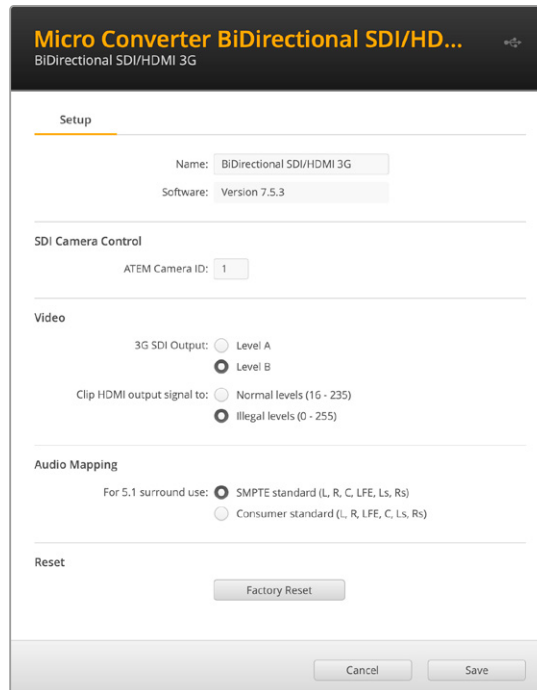 Micro Converter BiDirectional SDI/HD...
BiDirectional SDI/HDMI 3G
Setup
Name: BiDirectional SDI/HDMI 3G
Software: Version 7.5.3
SDI Camera Control
ATEM Camera ID: 1
Video
3G SDI Output: Level A
Level B
Clip HDMI output signal to: Normal levels (16 - 235)
Illegal levels (0 - 255)
Audio Mapping
For 5.1 surround use: SMPTE standard (L, R, C, LFE, Ls, Rs)
Consumer standard (L, R, LFE, C, Ls, Rs)
Reset
Factory Reset
Cancel Save